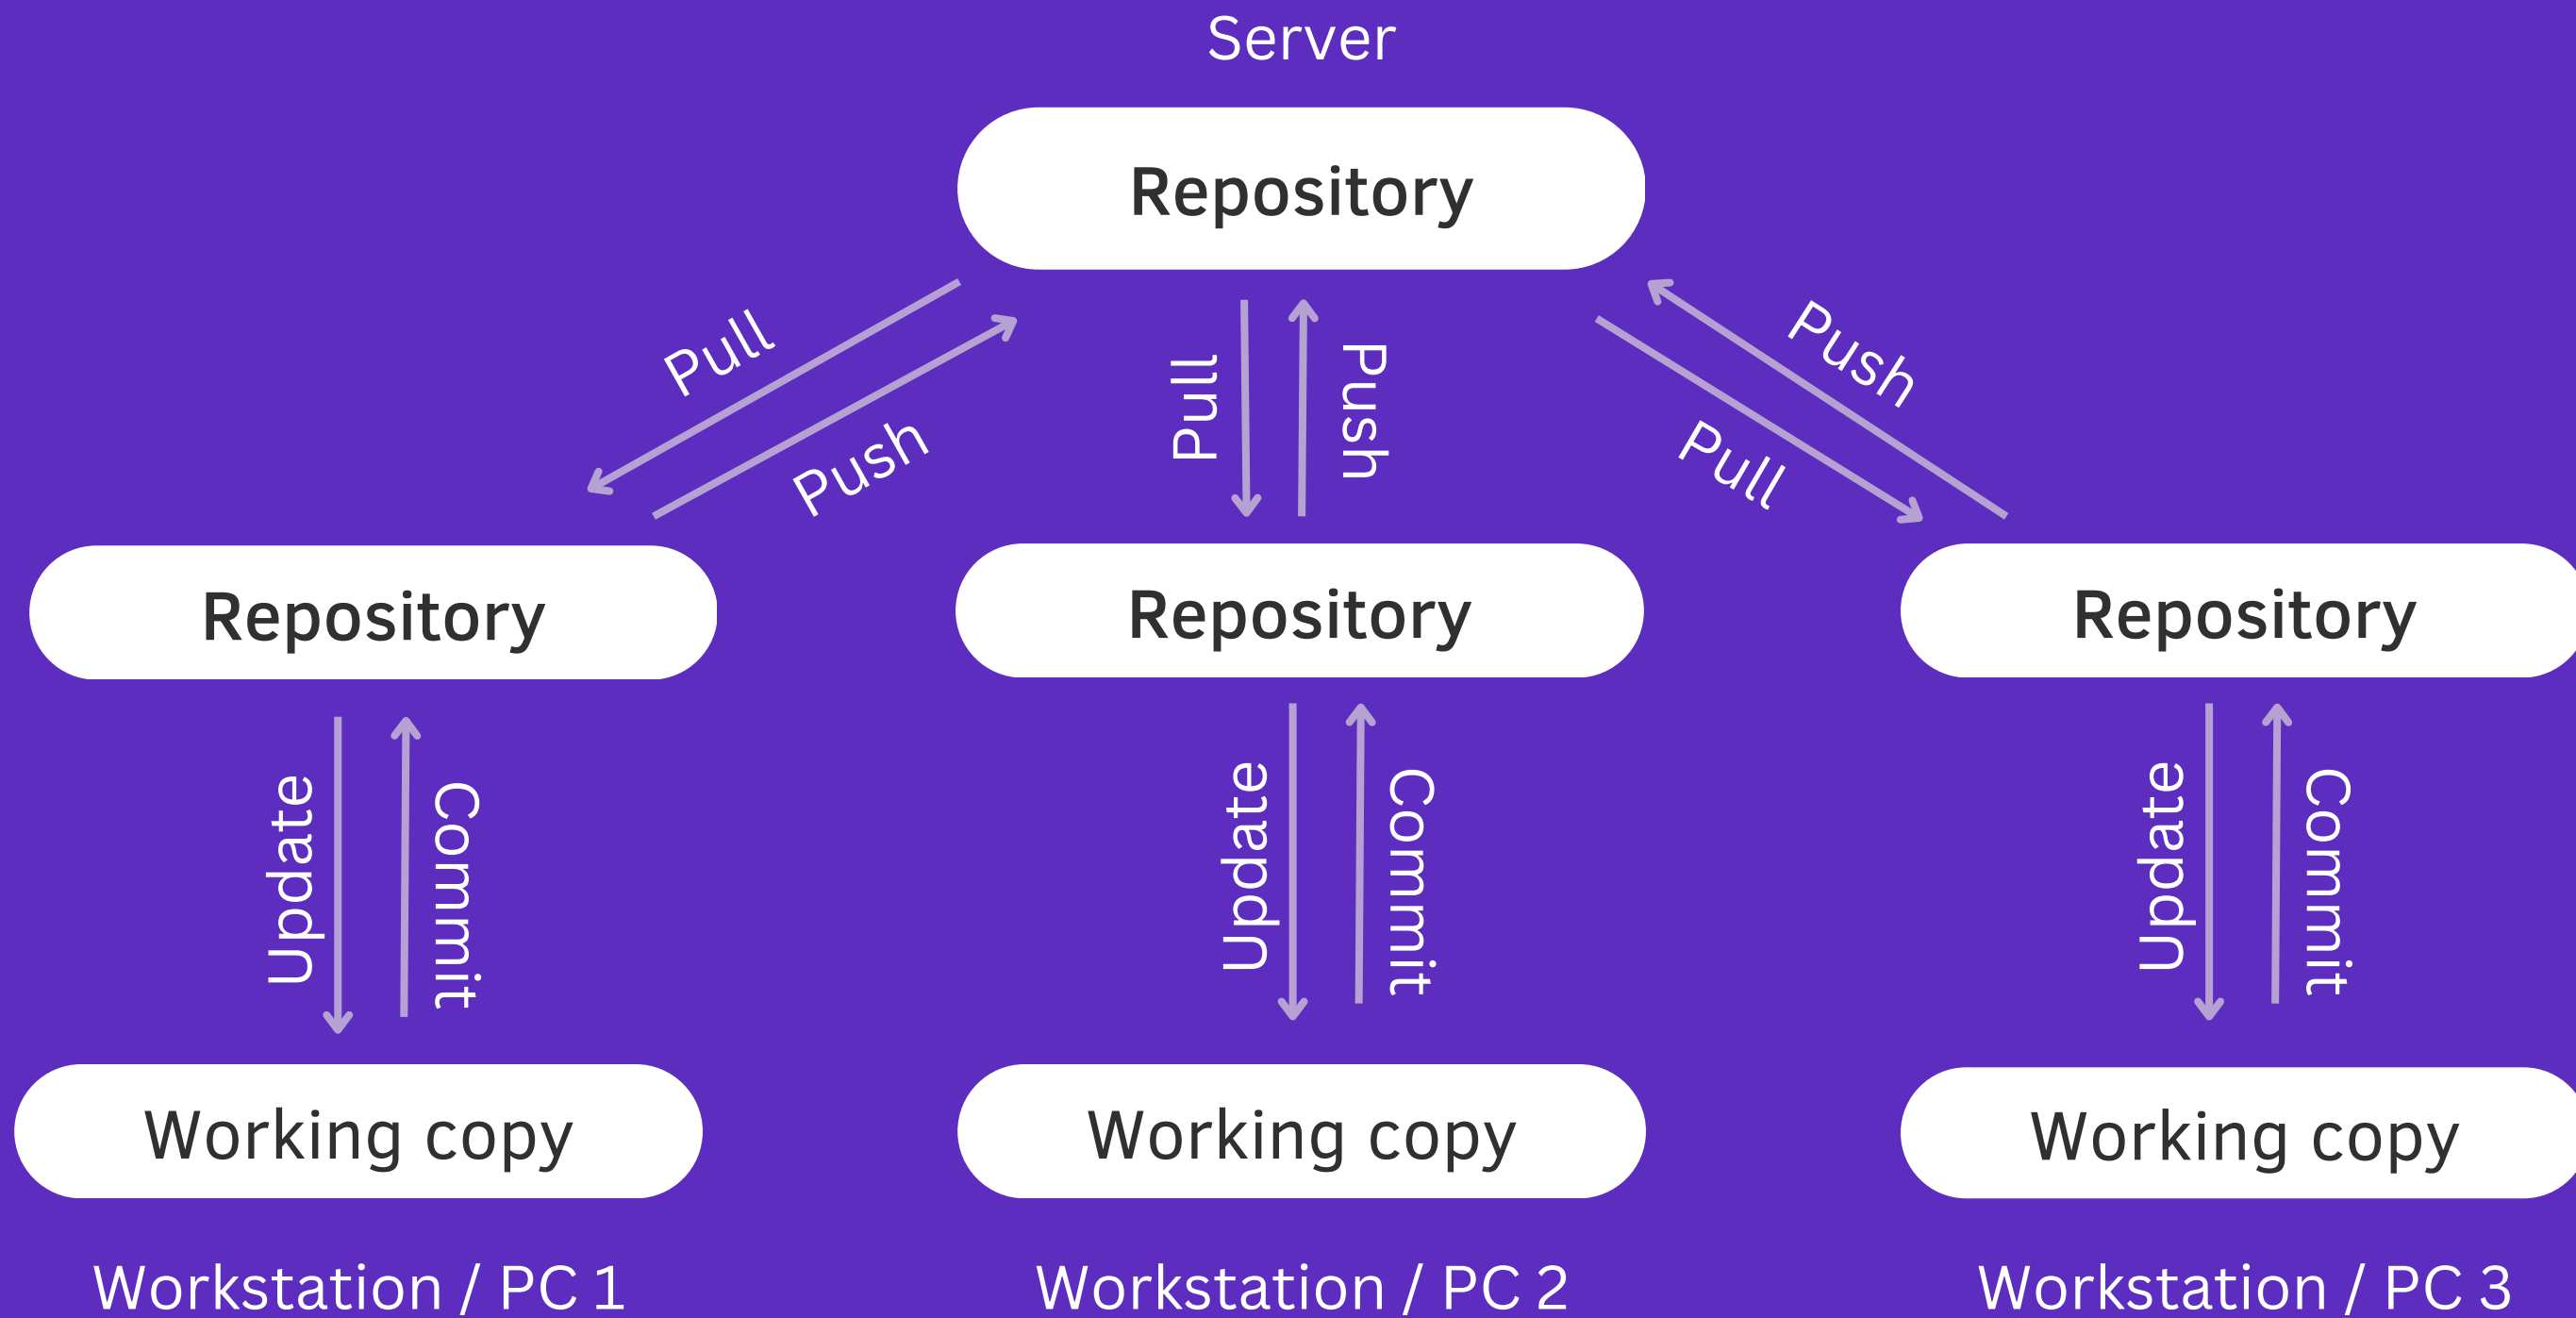 Server
Repository
Pull
Push
Pull
Push
Push
Pull
Repository
Repository
Repository
Update
Commit
Update
Commit
Update
Commit
Working copy
Working copy
Working copy
Workstation / PC 1
Workstation / PC 2
Workstation / PC 3